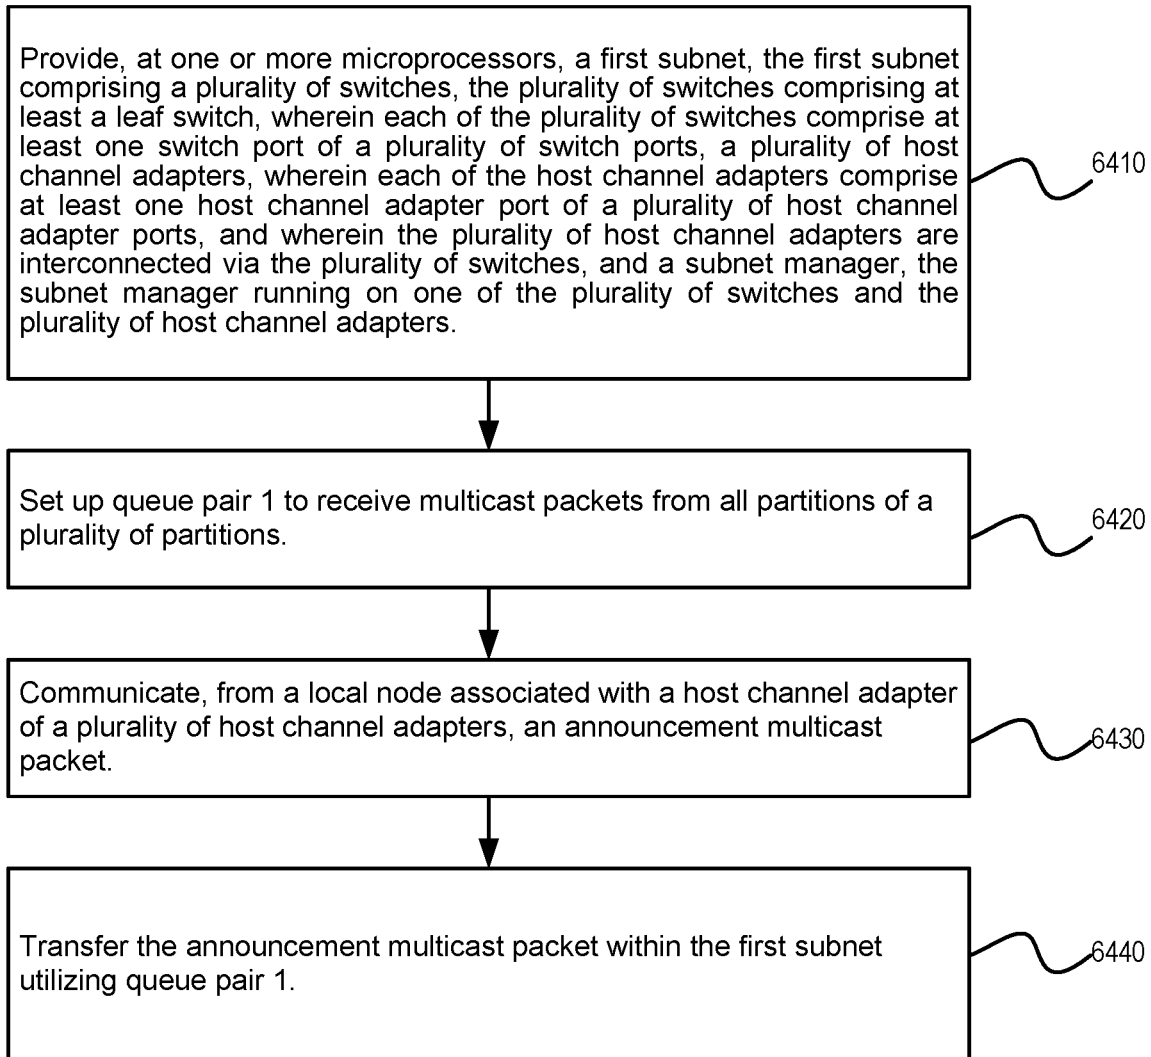 Provide, at one or more microprocessors, a first subnet, the first subnet
comprising a plurality of switches, the plurality of switches comprising at
least a leaf switch, wherein each of the plurality of switches comprise at
least one switch port of a plurality of switch ports, a plurality of host
channel adapters, wherein each of the host channel adapters comprise
at least one host channel adapter port of a plurality of host channel
adapter ports, and wherein the plurality of host channel adapters are
interconnected via the plurality of switches, and a subnet manager, the
subnet manager running on one of the plurality of switches and the
plurality of host channel adapters.
6410
Set up queue pair 1 to receive multicast packets from all partitions of a
plurality of partitions.
6420
Communicate, from a local node associated with a host channel adapter
of a plurality of host channel adapters, an announcement multicast
packet.
6430
Transfer the announcement multicast packet within the first subnet
utilizing queue pair 1.
6440